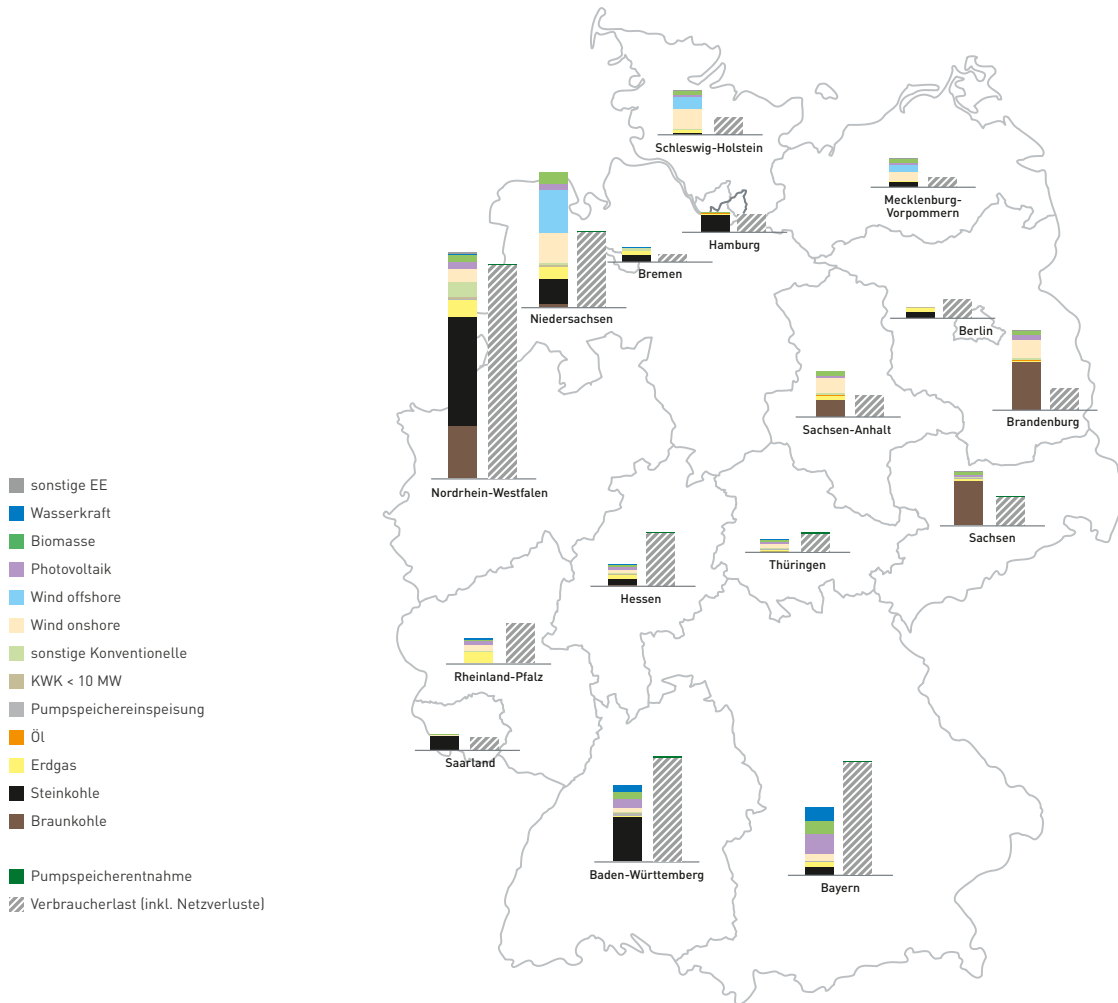 Schleswig-Holstein
Mecklenburg-
Vorpommern
Hamburg
Bremen
Niedersachsen
Berlin
Brandenburg
Sachsen-Anhalt
Nordrhein-Westfalen
Sachsen
Thüringen
Hessen
Rheinland-Pfalz
Saarland
Baden-Württemberg
Bayern
sonstige EE
Wasserkraft
Biomasse
Photovoltaik
Wind offshore
Wind onshore
sonstige Konventionelle
KWK < 10 MW
Pumpspeichereinspeisung
Öl
Erdgas
Steinkohle
Braunkohle
Pumpspeicherentnahme
Verbraucherlast (inkl. Netzverluste)